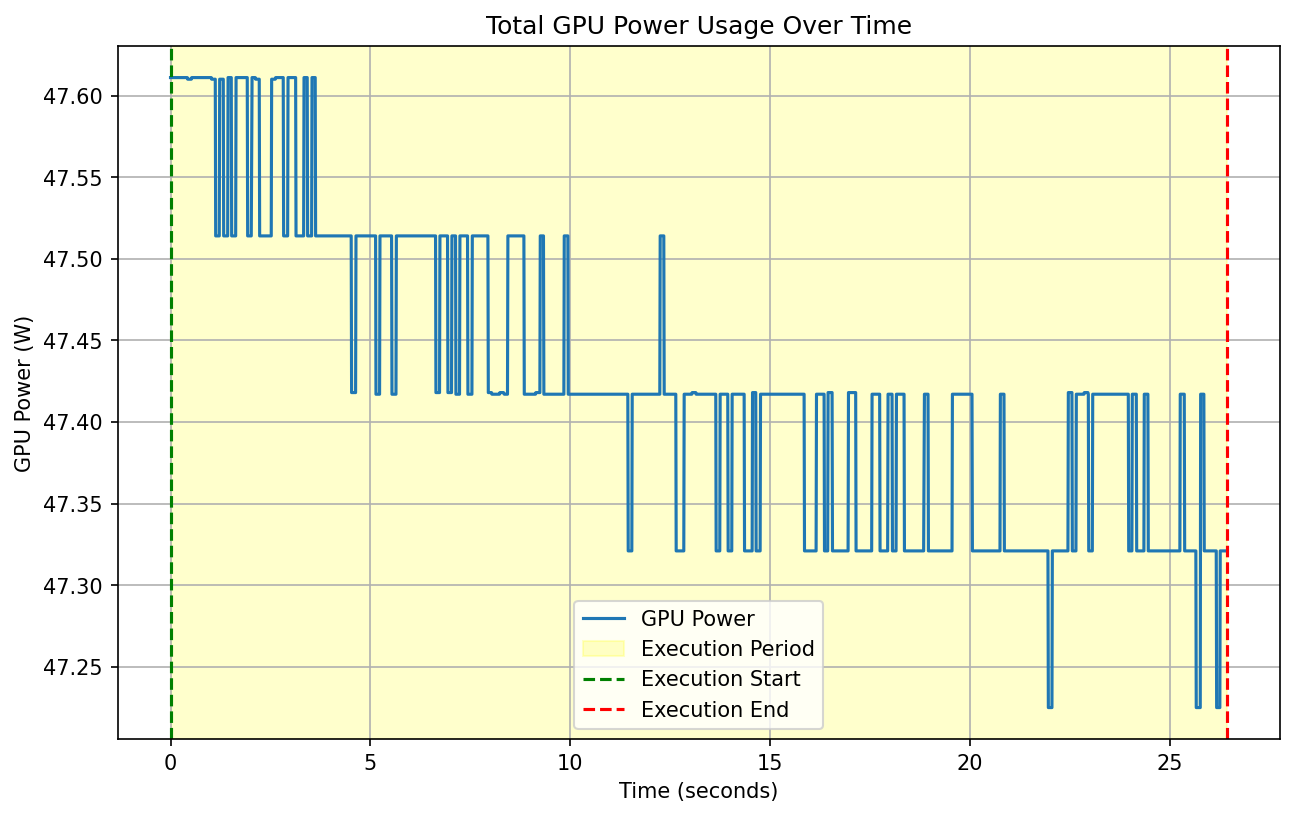 Total GPU Power Usage Over Time
GPU Power (W)
47.60
47.55
47.50
47.45
47.40
47.35
47.30
47.25
GPU Power
Execution Period
Execution Start
Execution End
0 5 10 15 20 25
Time (seconds)